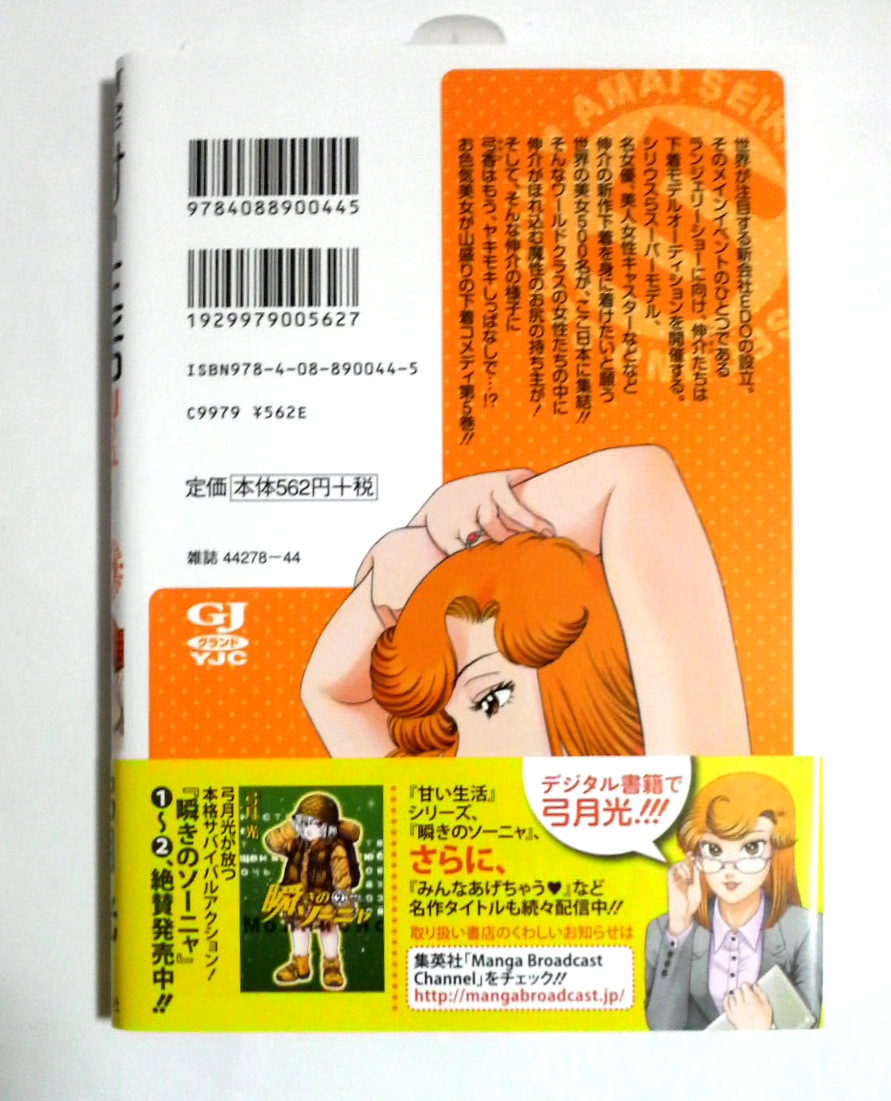 AMAI SEI
世界が注目する新会社EDOの設立。
そのメインイベントのひとつである
ランジェリーショーに向け、伸介たちは
下着モデルオーディションを開催する。
シリウスSスーパーモデル、
名女優、美人女性キャスターなどなど
伸介の新作下着を身に着けたいと願う
世界の美女500名が、ここ日本に集結!!
そんなワールドクラスの女性たちの中に
伸介がほれ込む魔性のお尻の持ち主が!
そして、そんな伸介の様子に
弓香はもう、ヤキモキしっぱなしで…!?
お色気美女が山盛りの下着コメディ第5巻!!
9784088900445
1929979005627
ISBN978-4-08-890044-5
C9979 ¥562E
定価 本体562円+税
雑誌 44278-44
GJ
グランド
YJC
弓月光が放つ
本格サバイバルアクション!
『瞬きのソーニャ』
❶〜❷、絶賛発売中!!
弓月光
瞬きの②
ソーニャ
『甘い生活』
シリーズ、
『瞬きのソーニャ』、
さらに、
『みんなあげちゃう♥』など
名作タイトルも続々配信中!!
取り扱い書店のくわしいお知らせは
集英社「Manga Broadcast
Channel」をチェック!!
http://mangabroadcast.jp/
デジタル書籍で
弓月光!!!